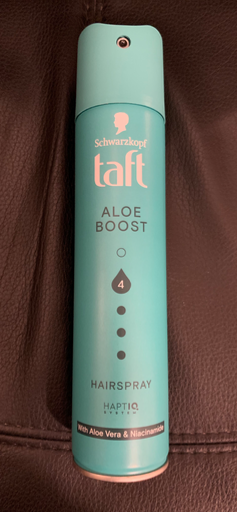 Schwarzkopf
taft
ALOE
BOOST
4
HAIRSPRAY
HAPTIQ
SYSTEM
With Aloe Vera & Niacinamide